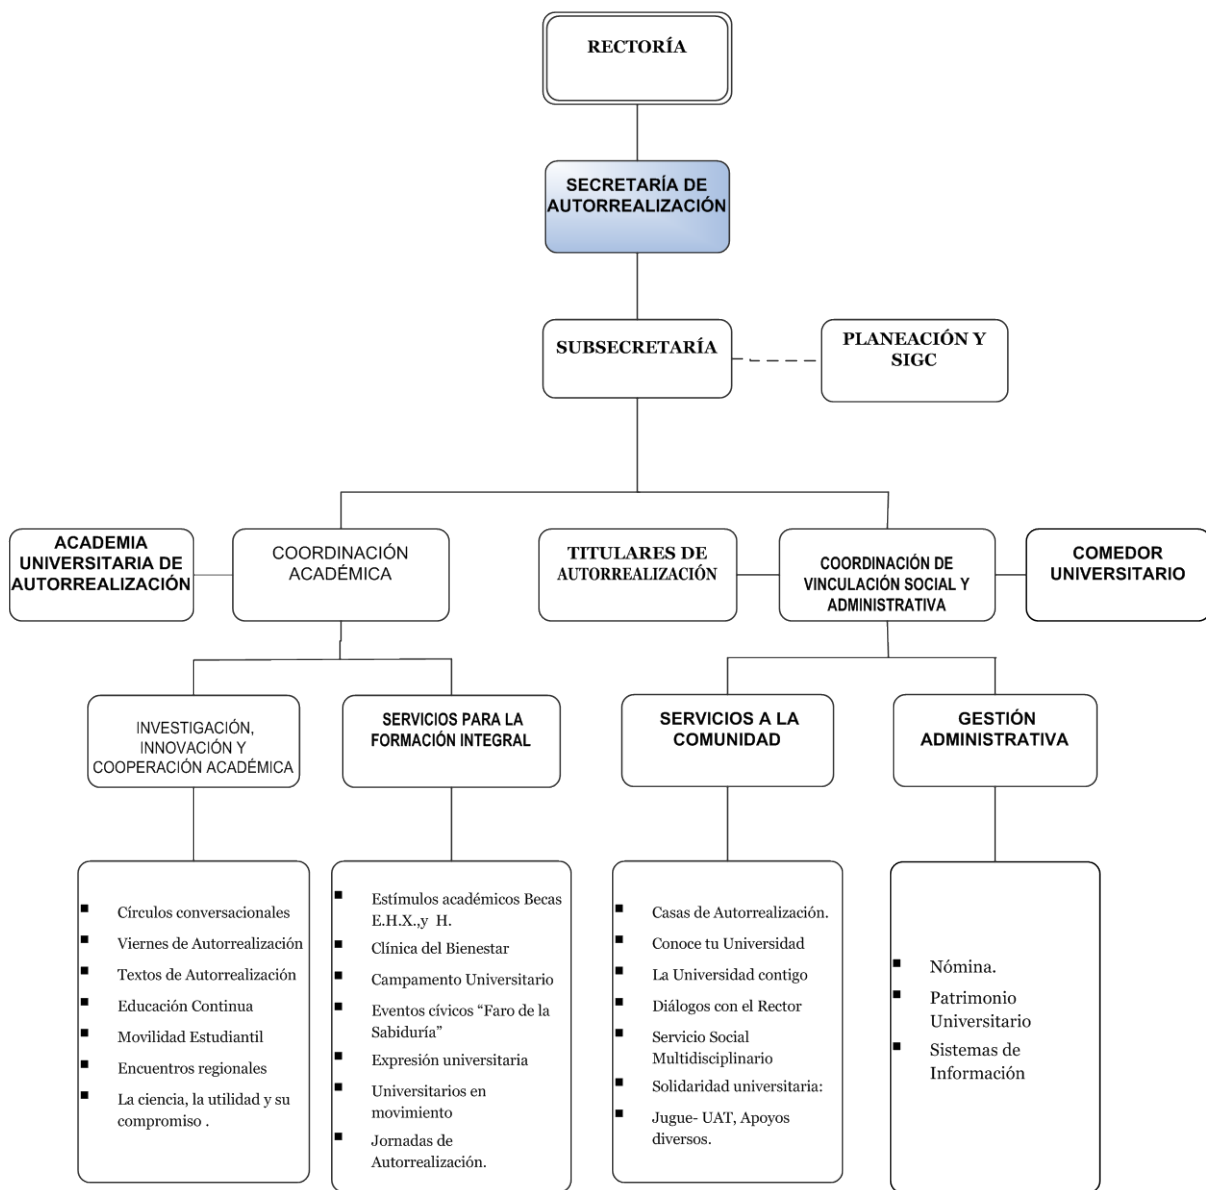 RECTORÍA
SECRETARÍA DE
AUTORREALIZACIÓN
SUBSECRETARÍA
PLANEACIÓN Y
SIGC
ACADEMIA
UNIVERSITARIA DE
AUTORREALIZACIÓN
COORDINACIÓN
ACADÉMICA
TITULARES DE
AUTORREALIZACIÓN
COORDINACIÓN DE
VINCULACIÓN SOCIAL Y
ADMINISTRATIVA
COMEDOR
UNIVERSITARIO
INVESTIGACIÓN,
INNOVACIÓN Y
COOPERACIÓN ACADÉMICA
SERVICIOS PARA LA
FORMACIÓN INTEGRAL
SERVICIOS A LA
COMUNIDAD
GESTIÓN
ADMINISTRATIVA
▪ Círculos conversacionales
▪ Viernes de Autorrealización
▪ Textos de Autorrealización
▪ Educación Continua
▪ Movilidad Estudiantil
▪ Encuentros regionales
▪ La ciencia, la utilidad y su
compromiso .
▪ Estímulos académicos Becas
E.H.X.,y H.
▪ Clínica del Bienestar
▪ Campamento Universitario
▪ Eventos cívicos “Faro de la
Sabiduría”
▪ Expresión universitaria
▪ Universitarios en
movimiento
▪ Jornadas de
Autorrealización.
▪ Casas de Autorrealización.
▪ Conoce tu Universidad
▪ La Universidad contigo
▪ Diálogos con el Rector
▪ Servicio Social
Multidisciplinario
▪ Solidaridad universitaria:
▪ Jugue- UAT, Apoyos
diversos.
▪ Nómina.
▪ Patrimonio
Universitario
▪ Sistemas de
Información